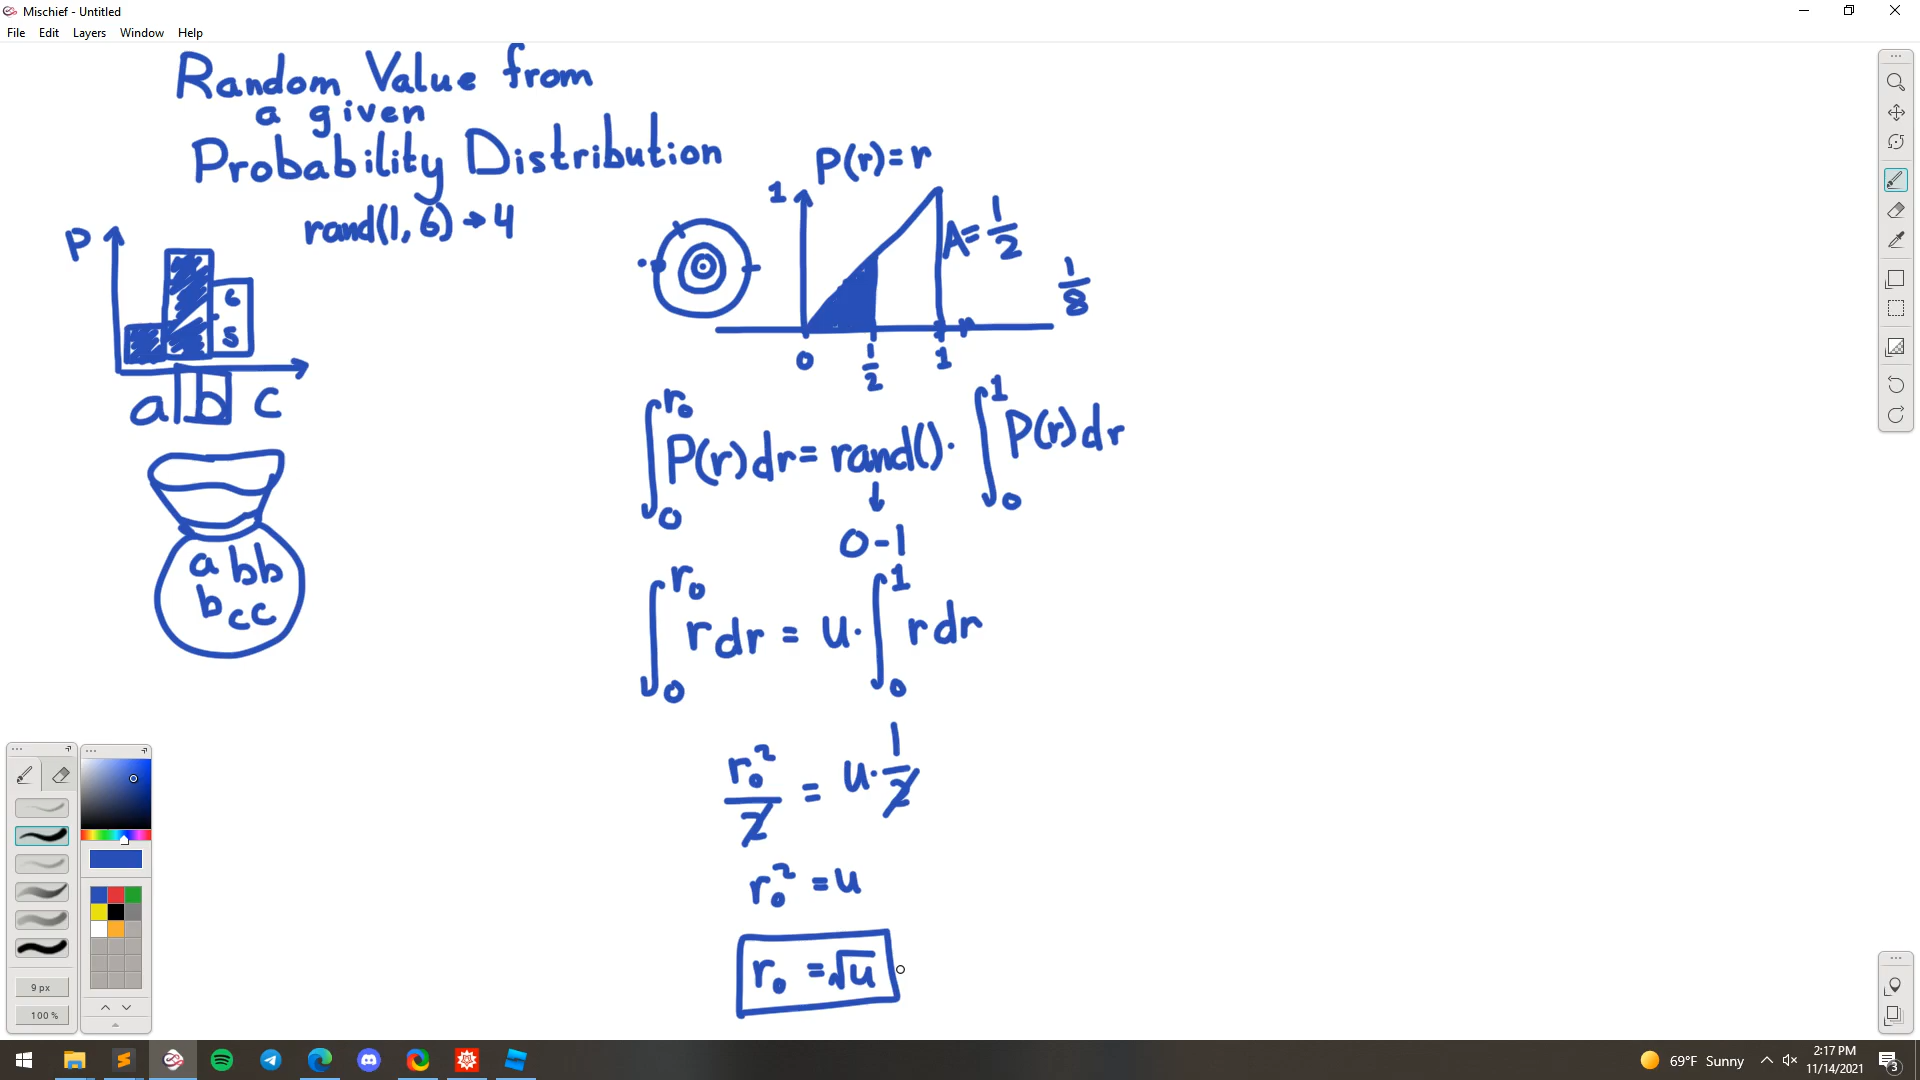 Mischief - Untitled
File Edit Layers Window Help
Random Value from
a given
Probability Distribution
rand(1, 6) → 4
P
6
5
a b c
a bb
b cc
P(r) = r
1
A = 1/2
1/8
0 1/2 1 r
∫₀^r₀ P(r) dr = rand() · ∫₀^1 P(r) dr
↓
0 - 1
∫₀^r₀ r dr = u · ∫₀^1 r dr
r₀²/2 = u · 1/2
r₀² = u
r₀ = √u
9 px
100 %
69°F Sunny
2:17 PM
11/14/2021
3